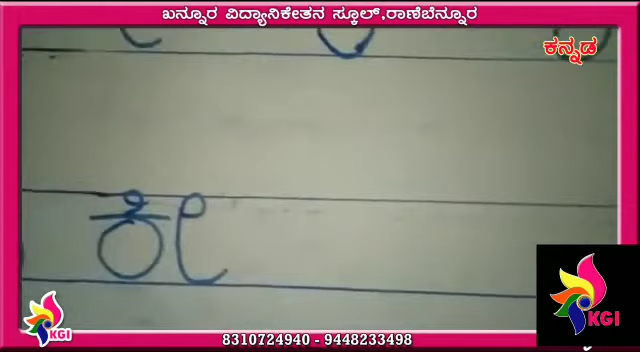 ಖನ್ನೂರ ವಿದ್ಯಾನಿಕೇತನ ಸ್ಕೂಲ್,ರಾಣಿಬೆನ್ನೂರ
ಕನ್ನಡ
ಕೀ
KGI
KGI
8310724940 - 9448233498